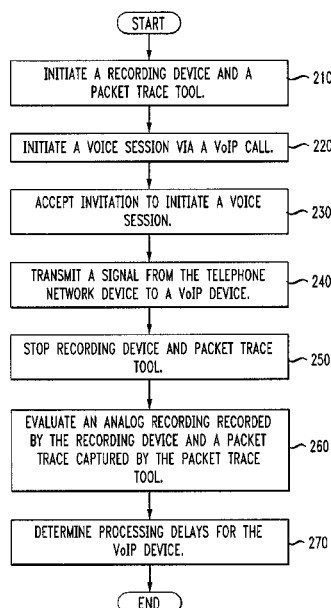 START
INITIATE A RECORDING DEVICE AND A
PACKET TRACE TOOL.
210
INITIATE A VOICE SESSION VIA A VoIP CALL.
220
ACCEPT INVITATION TO INITIATE A VOICE
SESSION.
230
TRANSMIT A SIGNAL FROM THE TELEPHONE
NETWORK DEVICE TO A VoIP DEVICE.
240
STOP RECORDING DEVICE AND PACKET TRACE
TOOL.
250
EVALUATE AN ANALOG RECORDING RECORDED
BY THE RECORDING DEVICE AND A PACKET
TRACE CAPTURED BY THE PACKET TRACE
TOOL.
260
DETERMINE PROCESSING DELAYS FOR THE
VoIP DEVICE.
270
END